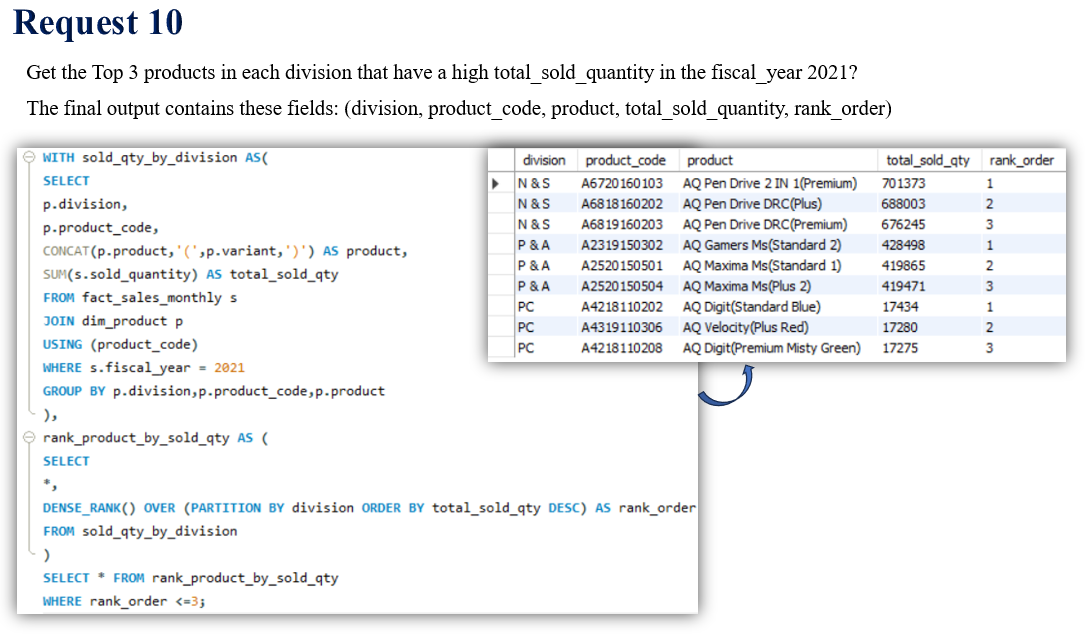 Request 10
Get the Top 3 products in each division that have a high total_sold_quantity in the fiscal_year 2021?
The final output contains these fields: (division, product_code, product, total_sold_quantity, rank_order)
WITH sold_qty_by_division AS(
SELECT
p.division,
p.product_code,
CONCAT(p.product,'(',p.variant,')') AS product,
SUM(s.sold_quantity) AS total_sold_qty
FROM fact_sales_monthly s
JOIN dim_product p
USING (product_code)
WHERE s.fiscal_year = 2021
GROUP BY p.division,p.product_code,p.product
),
rank_product_by_sold_qty AS (
SELECT
*,
DENSE_RANK() OVER (PARTITION BY division ORDER BY total_sold_qty DESC) AS rank_order
FROM sold_qty_by_division
)
SELECT * FROM rank_product_by_sold_qty
WHERE rank_order <=3;
division product_code product total_sold_qty rank_order
N & S A6720160103 AQ Pen Drive 2 IN 1(Premium) 701373 1
N & S A6818160202 AQ Pen Drive DRC(Plus) 688003 2
N & S A6819160203 AQ Pen Drive DRC(Premium) 676245 3
P & A A2319150302 AQ Gamers Ms(Standard 2) 428498 1
P & A A2520150501 AQ Maxima Ms(Standard 1) 419865 2
P & A A2520150504 AQ Maxima Ms(Plus 2) 419471 3
PC A4218110202 AQ Digit(Standard Blue) 17434 1
PC A4319110306 AQ Velocity(Plus Red) 17280 2
PC A4218110208 AQ Digit(Premium Misty Green) 17275 3